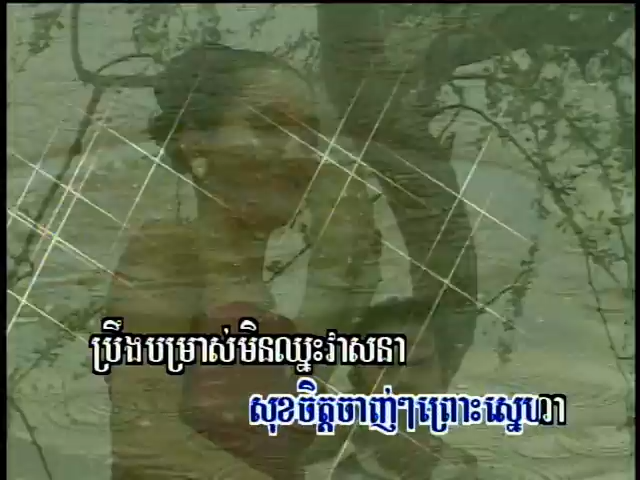 ប្រឹងបម្រាស់មិនឈ្នះវាសនា
សុខចិត្តចាញ់ៗព្រោះស្នេហា